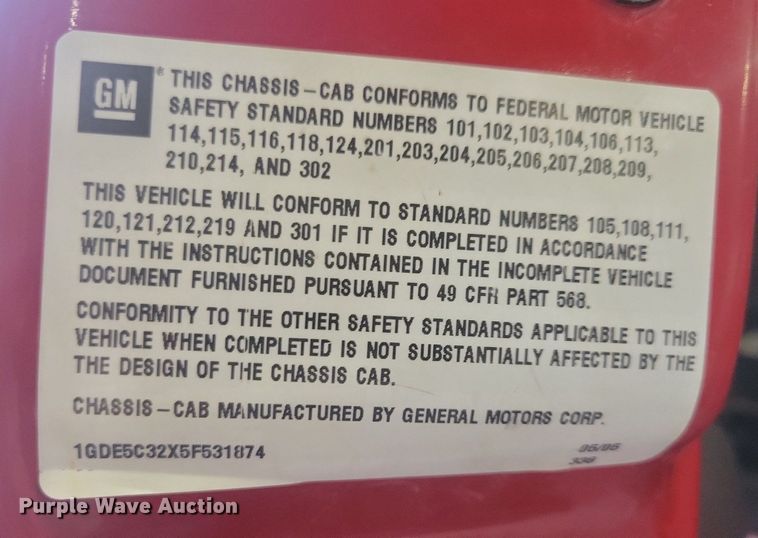 GM® THIS CHASSIS–CAB CONFORMS TO FEDERAL MOTOR VEHICLE
SAFETY STANDARD NUMBERS 101,102,103,104,106,113,
114,115,116,118,124,201,203,204,205,206,207,208,209,
210,214, AND 302
THIS VEHICLE WILL CONFORM TO STANDARD NUMBERS 105,108,111,
120,121,212,219 AND 301 IF IT IS COMPLETED IN ACCORDANCE
WITH THE INSTRUCTIONS CONTAINED IN THE INCOMPLETE VEHICLE
DOCUMENT FURNISHED PURSUANT TO 49 CFR PART 568.
CONFORMITY TO THE OTHER SAFETY STANDARDS APPLICABLE TO THIS
VEHICLE WHEN COMPLETED IS NOT SUBSTANTIALLY AFFECTED BY THE
THE DESIGN OF THE CHASSIS CAB.
CHASSIS–CAB MANUFACTURED BY GENERAL MOTORS CORP.
1GDE5C32X5F531874
Purple Wave Auction